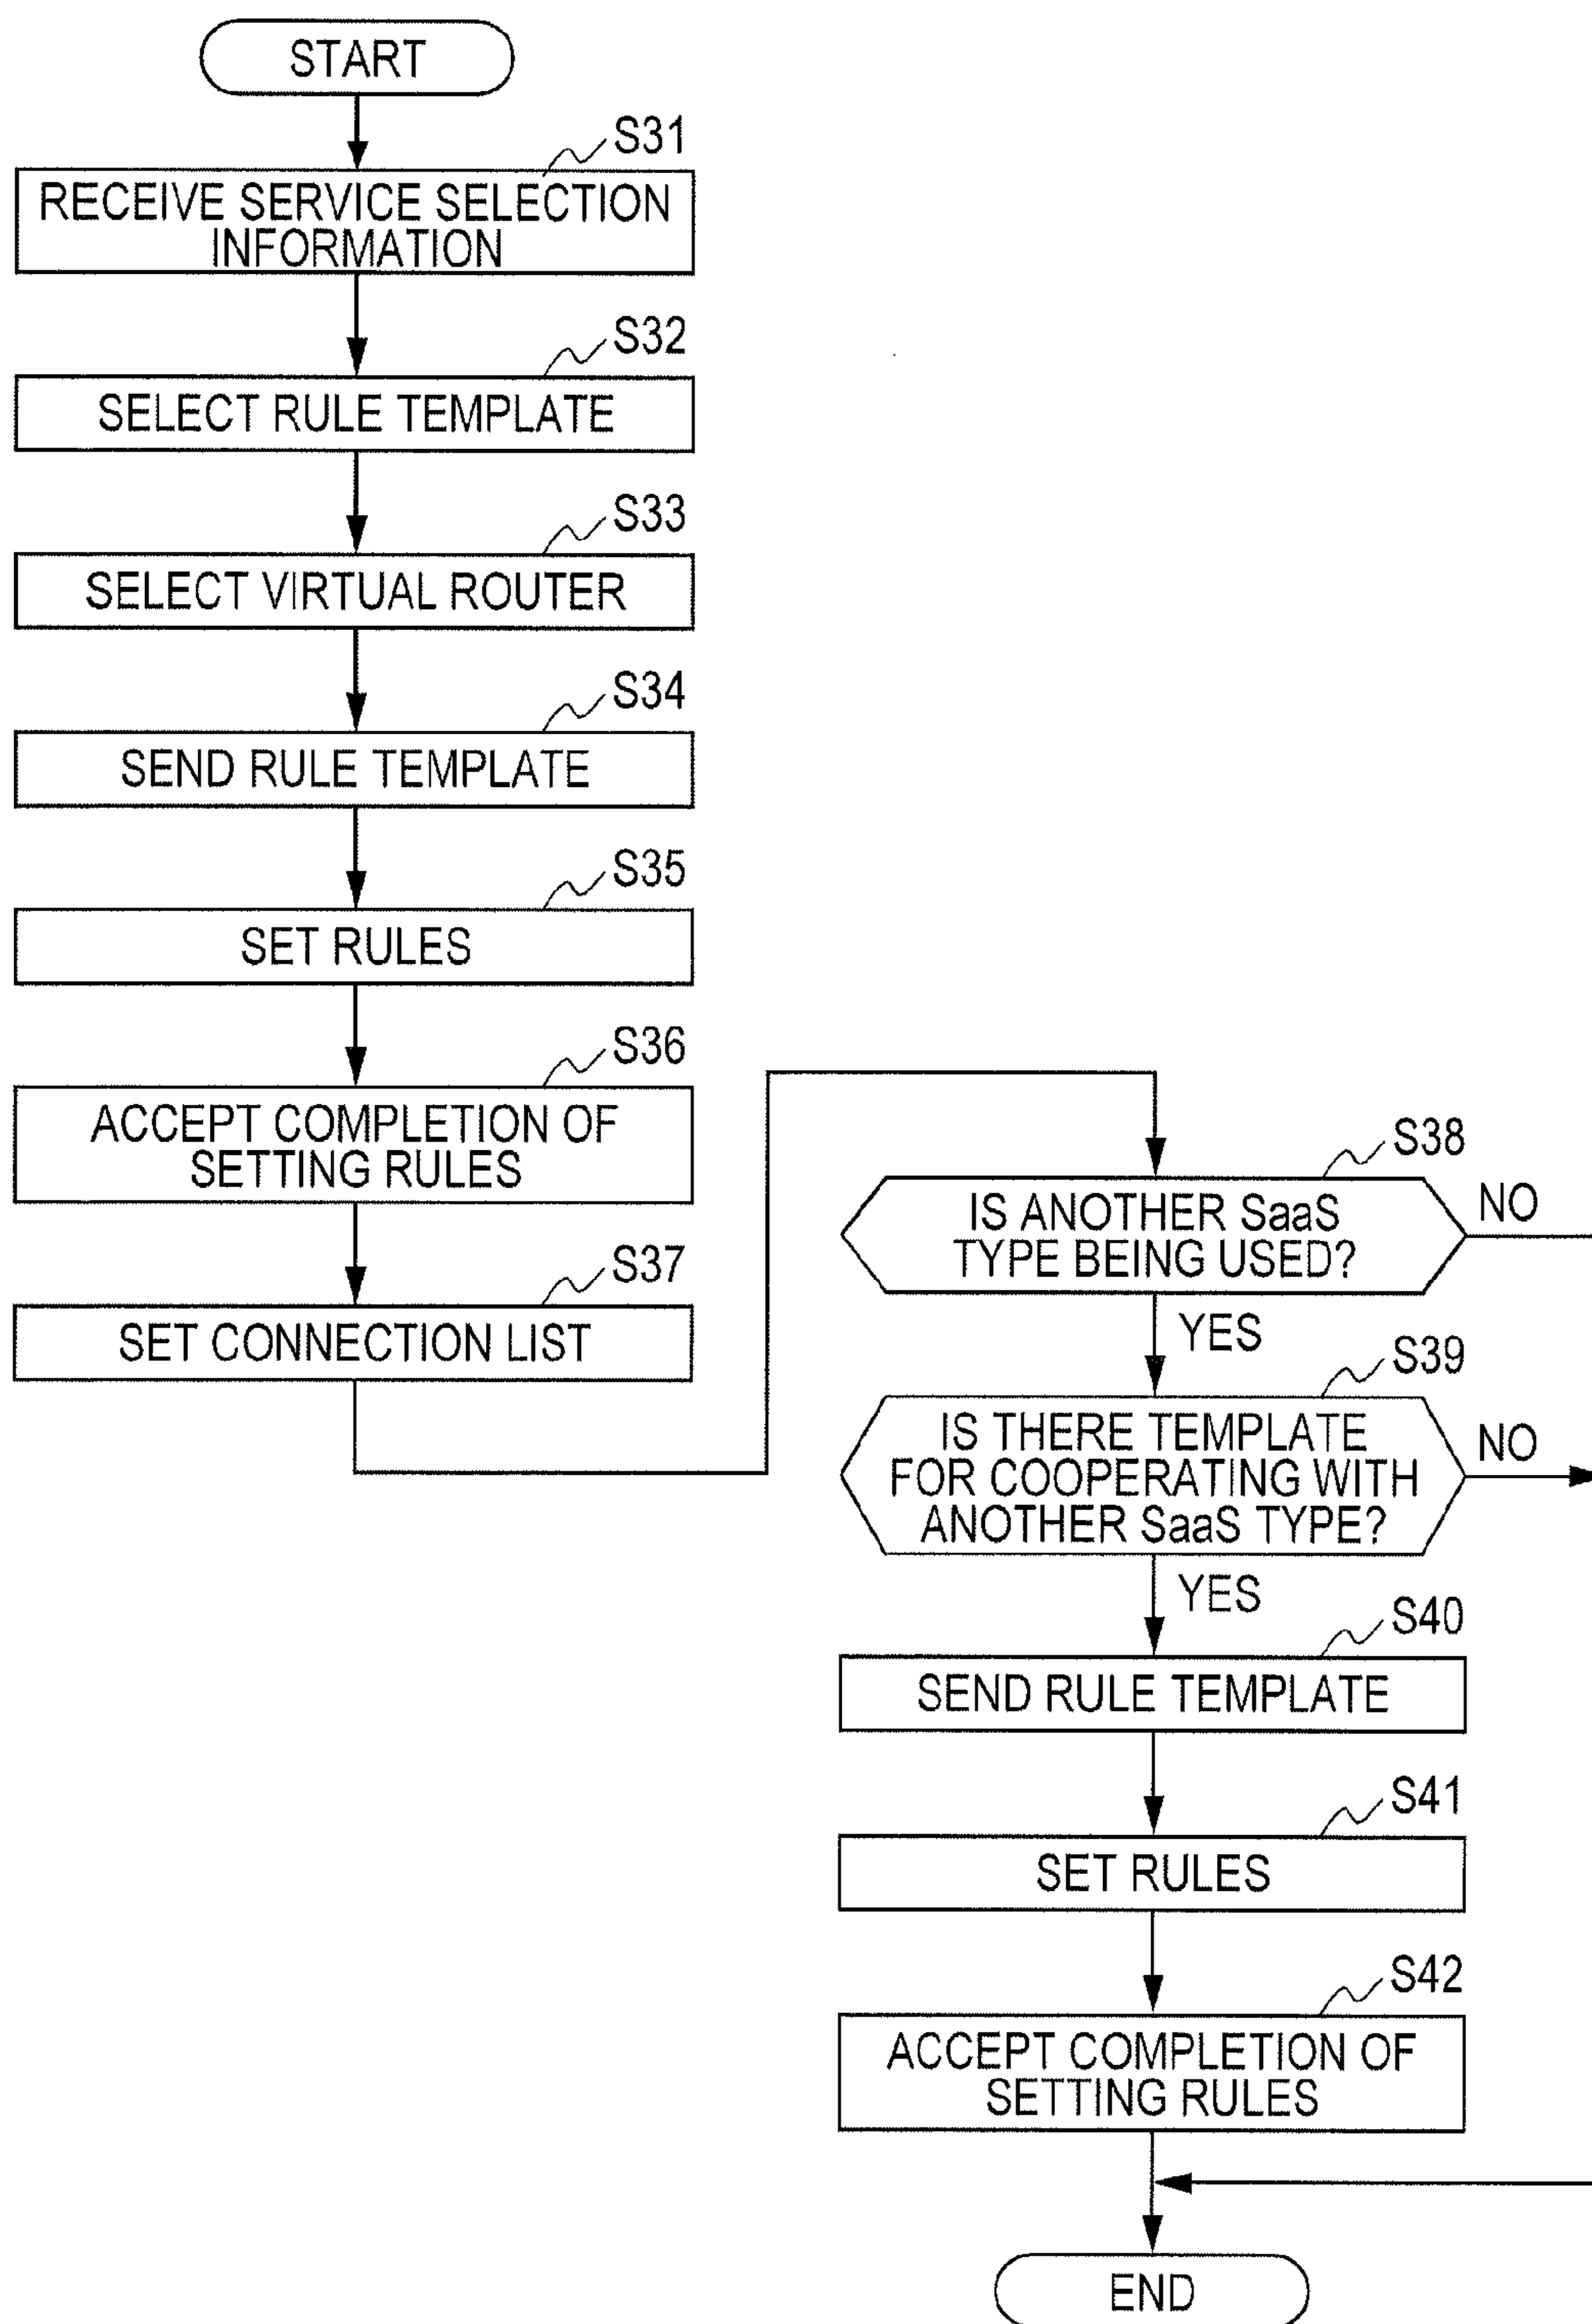 START
S31
RECEIVE SERVICE SELECTION
INFORMATION
S32
SELECT RULE TEMPLATE
S33
SELECT VIRTUAL ROUTER
S34
SEND RULE TEMPLATE
S35
SET RULES
S36
ACCEPT COMPLETION OF
SETTING RULES
S37
SET CONNECTION LIST
S38
IS ANOTHER SaaS
TYPE BEING USED?
NO
YES
S39
IS THERE TEMPLATE
FOR COOPERATING WITH
ANOTHER SaaS TYPE?
NO
YES
S40
SEND RULE TEMPLATE
S41
SET RULES
S42
ACCEPT COMPLETION OF
SETTING RULES
END